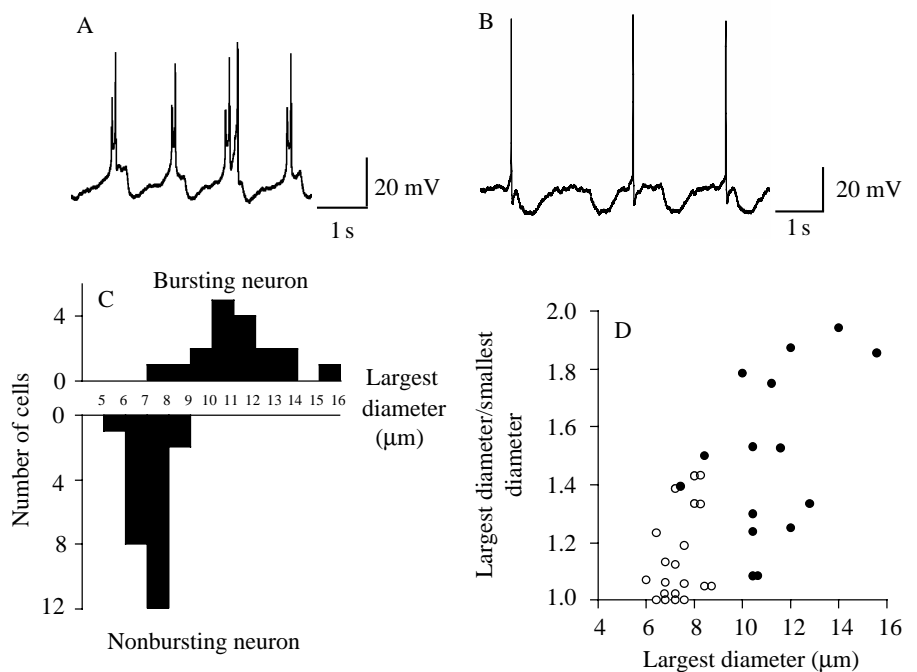 A
20 mV
1 s
B
20 mV
1 s
C
Bursting neuron
4
0
5 6 7 8 9 10 11 12 13 14 15 16
Largest
diameter
(μm)
Number of cells
0
4
8
12
Nonbursting neuron
D
Largest diameter/smallest
diameter
2.0
1.8
1.6
1.4
1.2
1.0
4 6 8 10 12 14 16
Largest diameter (μm)